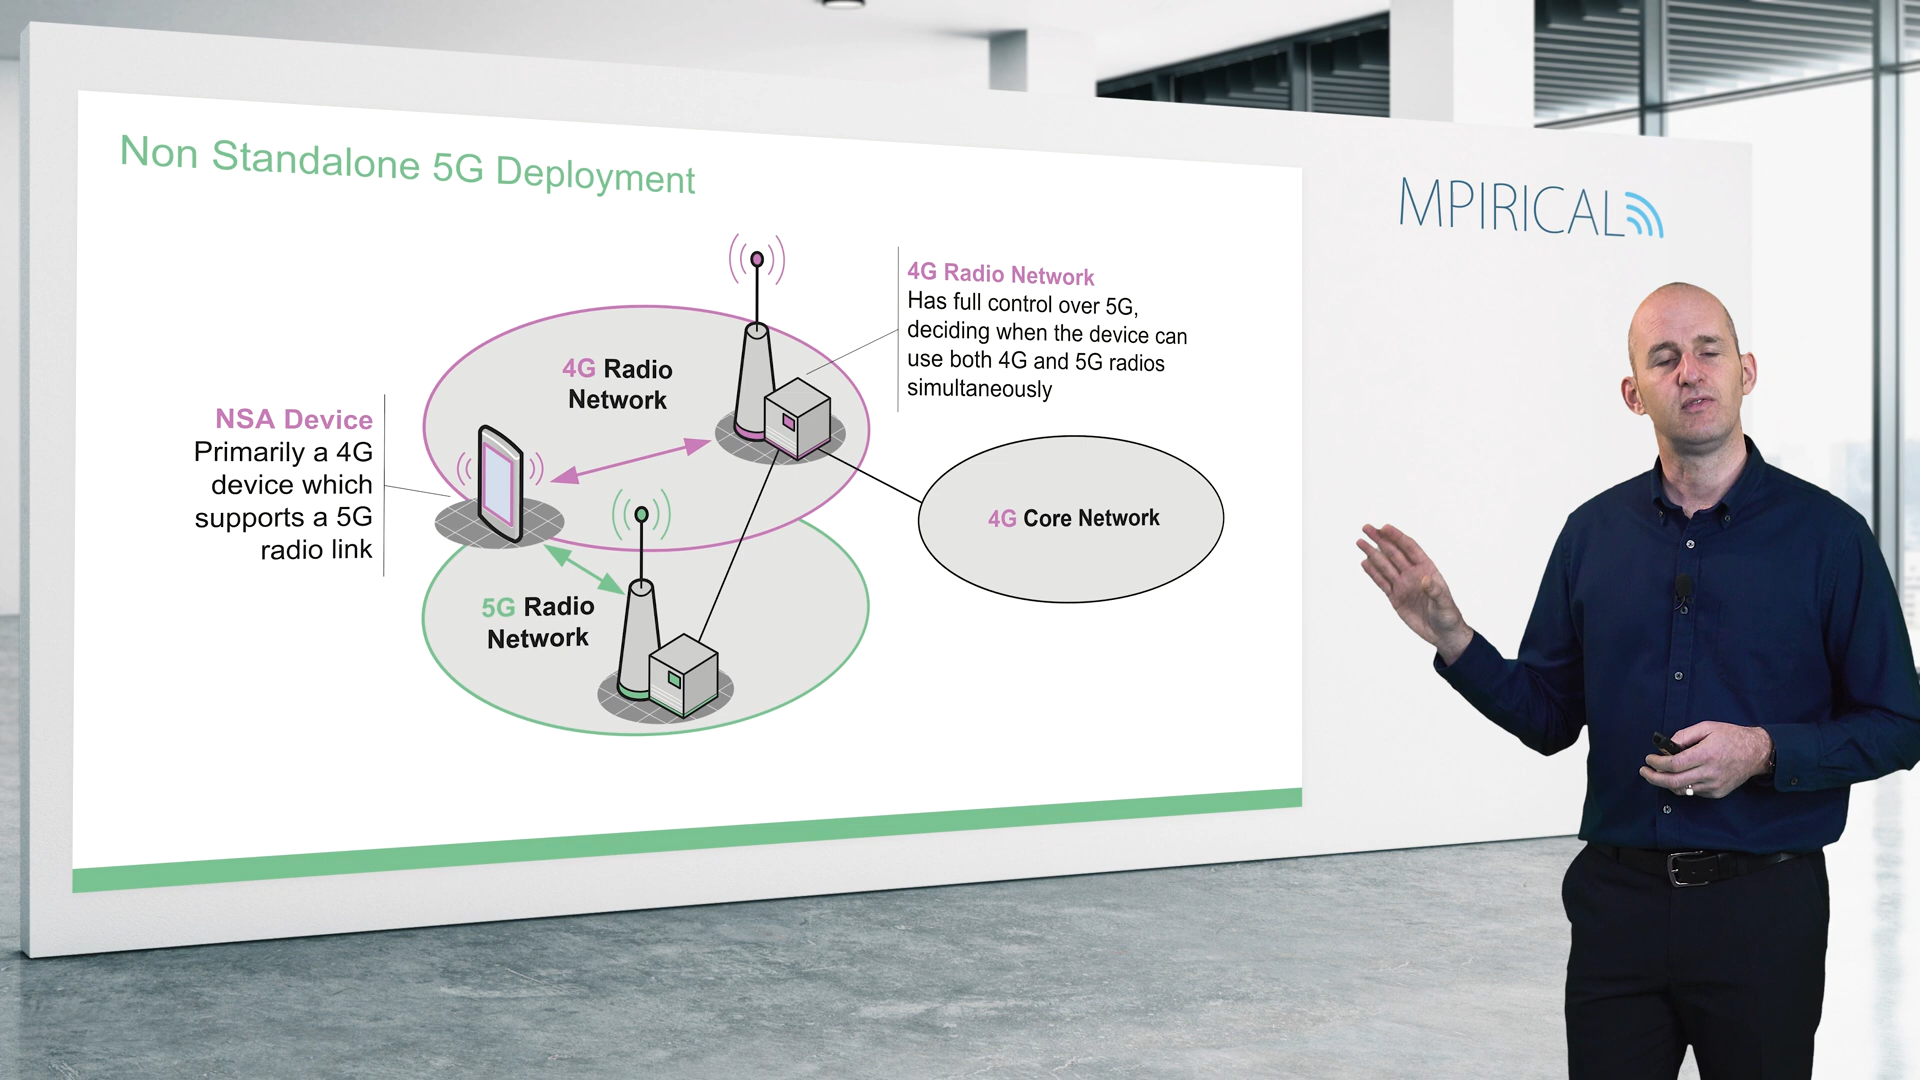 Non Standalone 5G Deployment
MPIRICAL
4G Radio Network
Has full control over 5G,
deciding when the device can
use both 4G and 5G radios
simultaneously
4G Radio
Network
NSA Device
Primarily a 4G
device which
supports a 5G
radio link
4G Core Network
5G Radio
Network